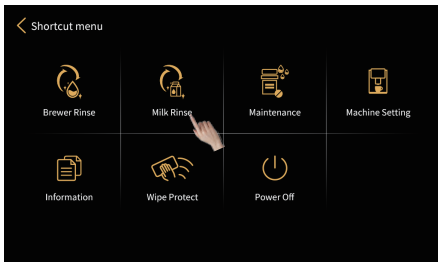 Shortcut menu
Brewer Rinse
Milk Rinse
Maintenance
Machine Setting
Information
Wipe Protect
Power Off